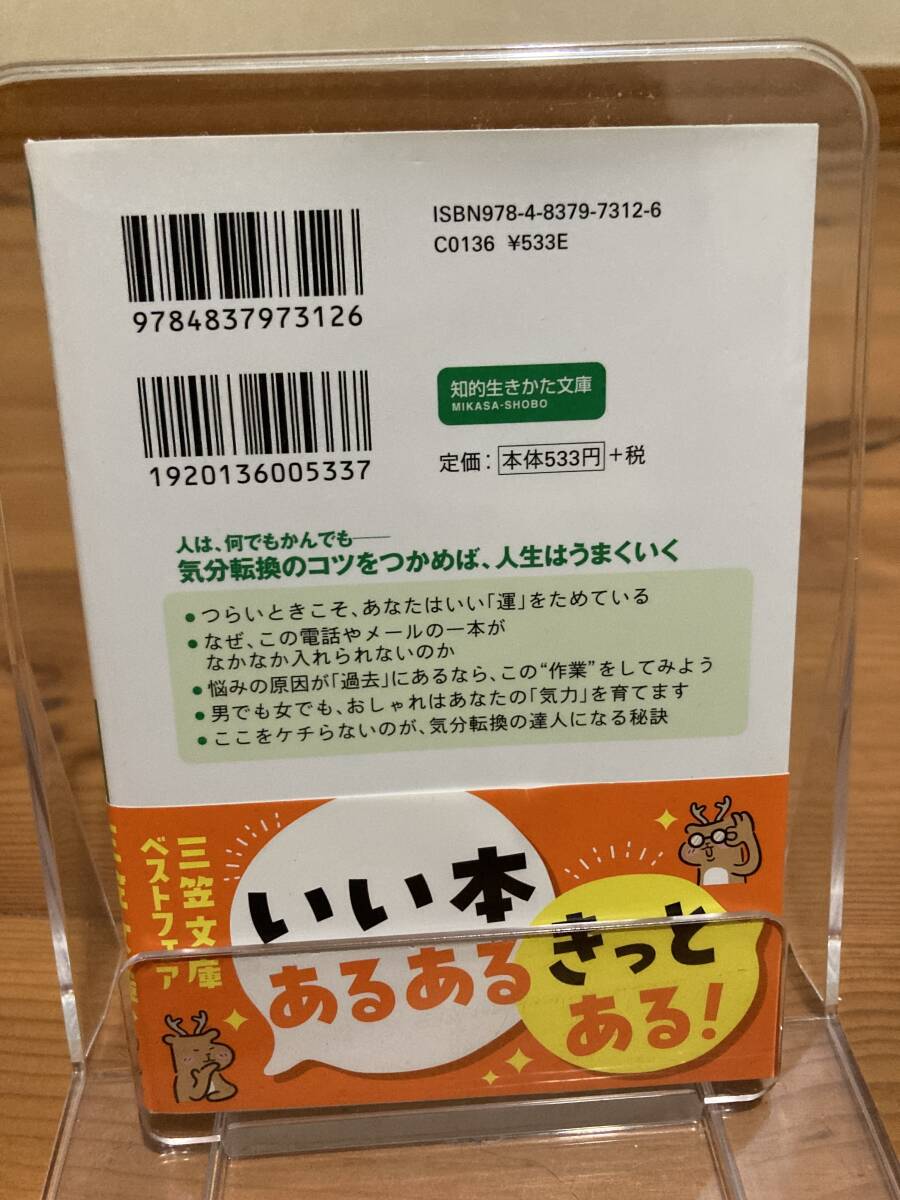 ISBN978-4-8379-7312-6
C0136 ¥533E
9784837973126
1920136005337
知的生きかた文庫
MIKASA-SHOBO
定価：本体533円＋税
人は、何でもかんでも──
気分転換のコツをつかめば、人生はうまくいく
●つらいときこそ、あなたはいい「運」をためている
●なぜ、この電話やメールの一本が
なかなか入れられないのか
●悩みの原因が「過去」にあるなら、この“作業”をしてみよう
●男でも女でも、おしゃれはあなたの「気力」を育てます
●ここをケチらないのが、気分転換の達人になる秘訣
三笠文庫
ベストフェア
いい本
あるある
きっと
ある！